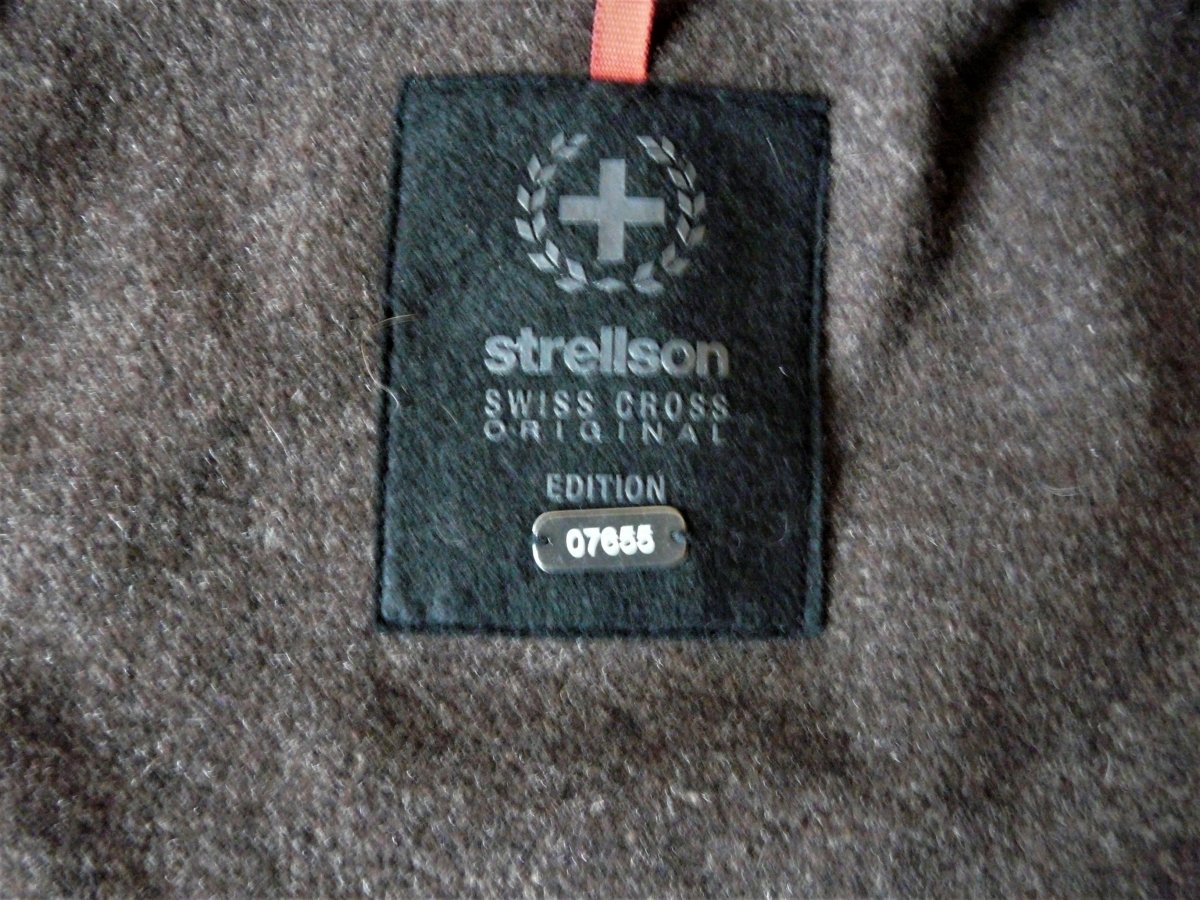 strellson
SWISS CROSS
ORIGINAL
EDITION
07655